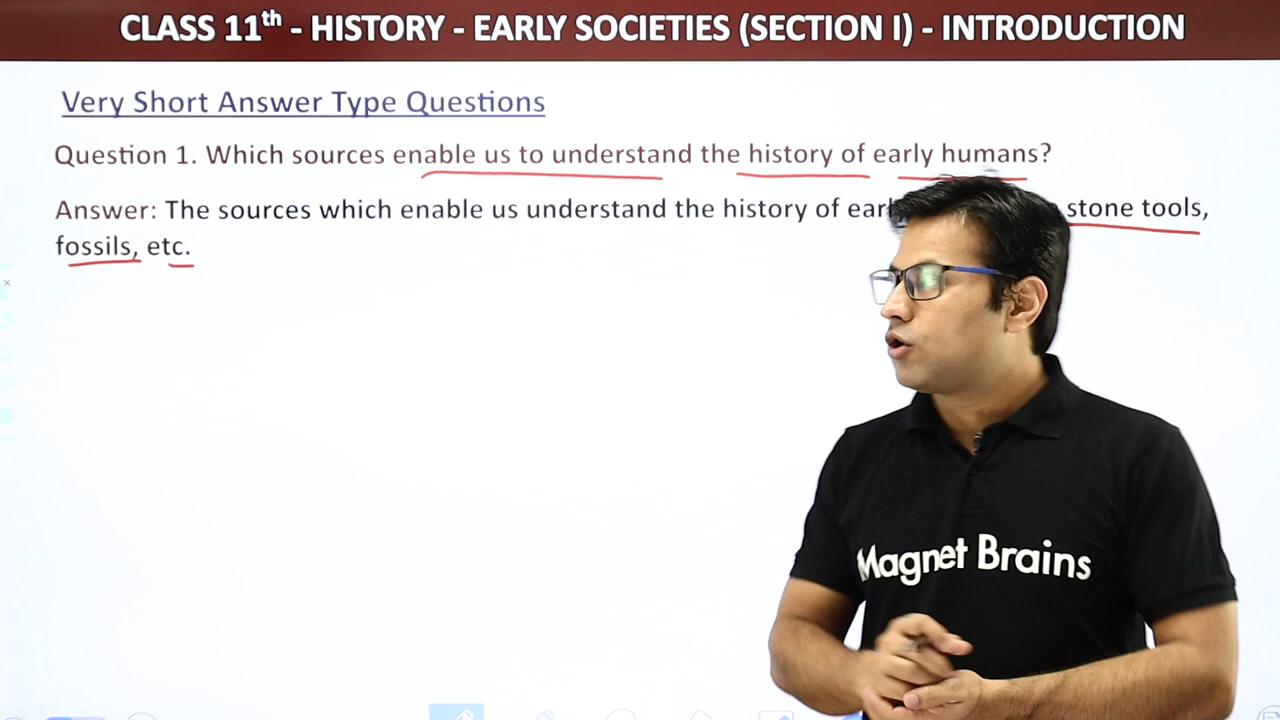 CLASS 11th - HISTORY - EARLY SOCIETIES (SECTION I) - INTRODUCTION
Very Short Answer Type Questions
Question 1. Which sources enable us to understand the history of early humans?
Answer: The sources which enable us understand the history of stone tools,
fossils, etc.
Magnet Brains